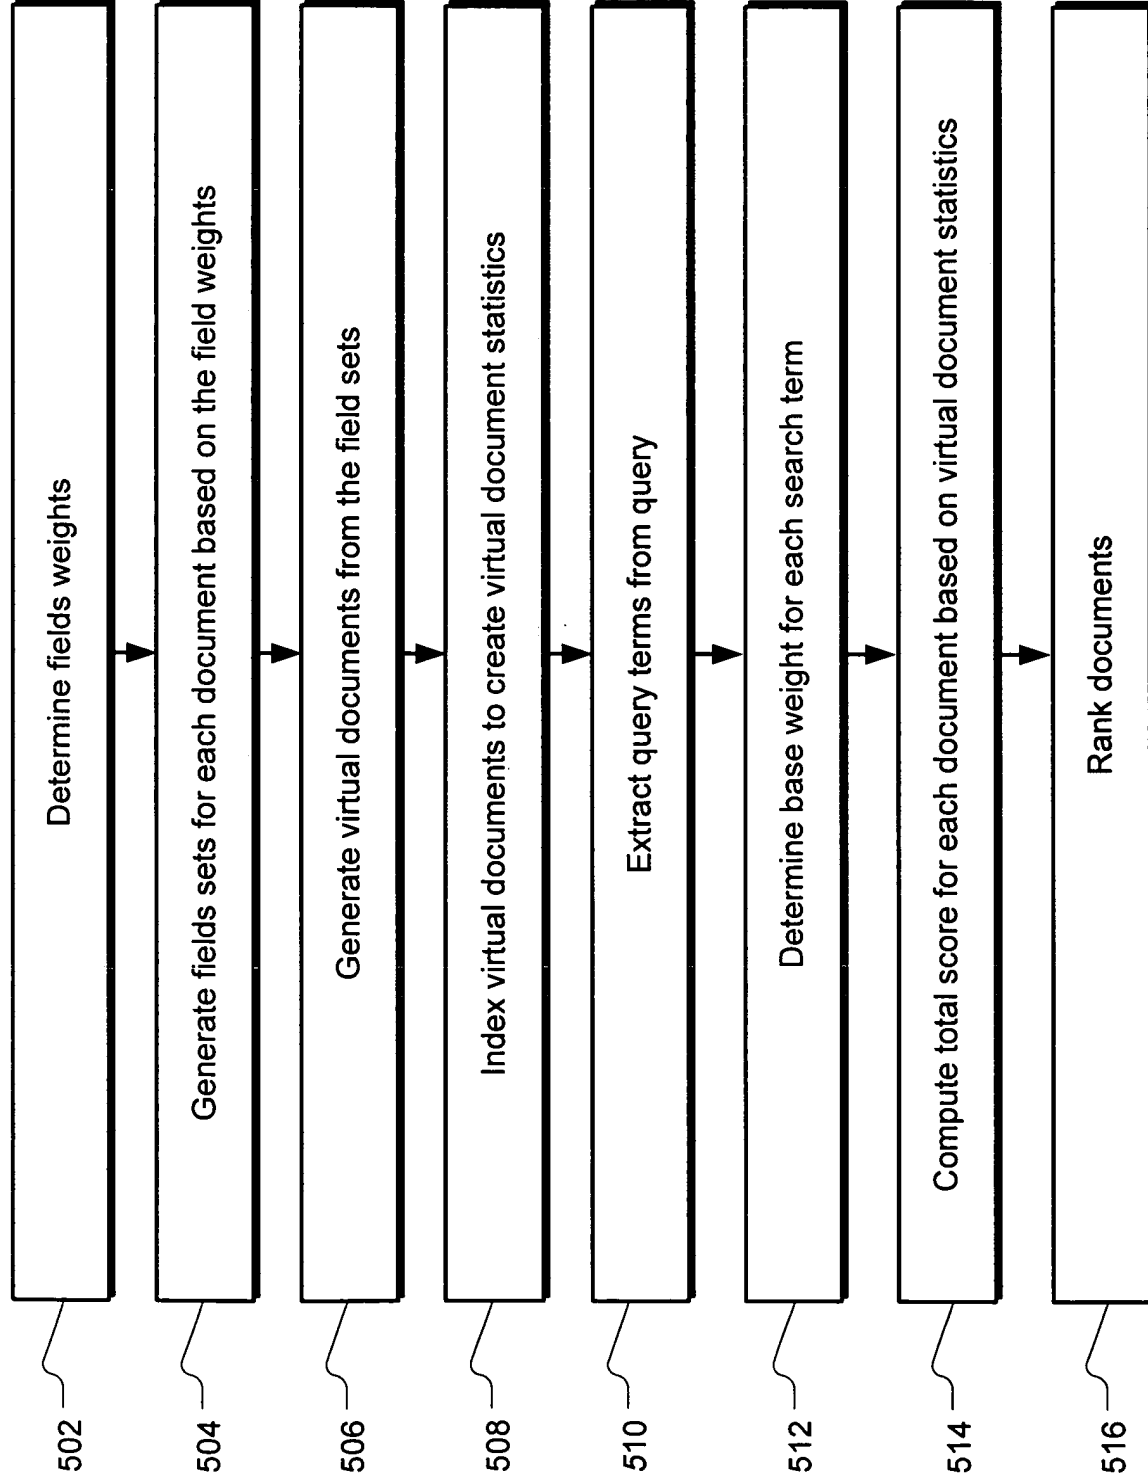 502
Determine fields weights
504
Generate fields sets for each document based on the field weights
506
Generate virtual documents from the field sets
508
Index virtual documents to create virtual document statistics
510
Extract query terms from query
512
Determine base weight for each search term
514
Compute total score for each document based on virtual document statistics
516
Rank documents